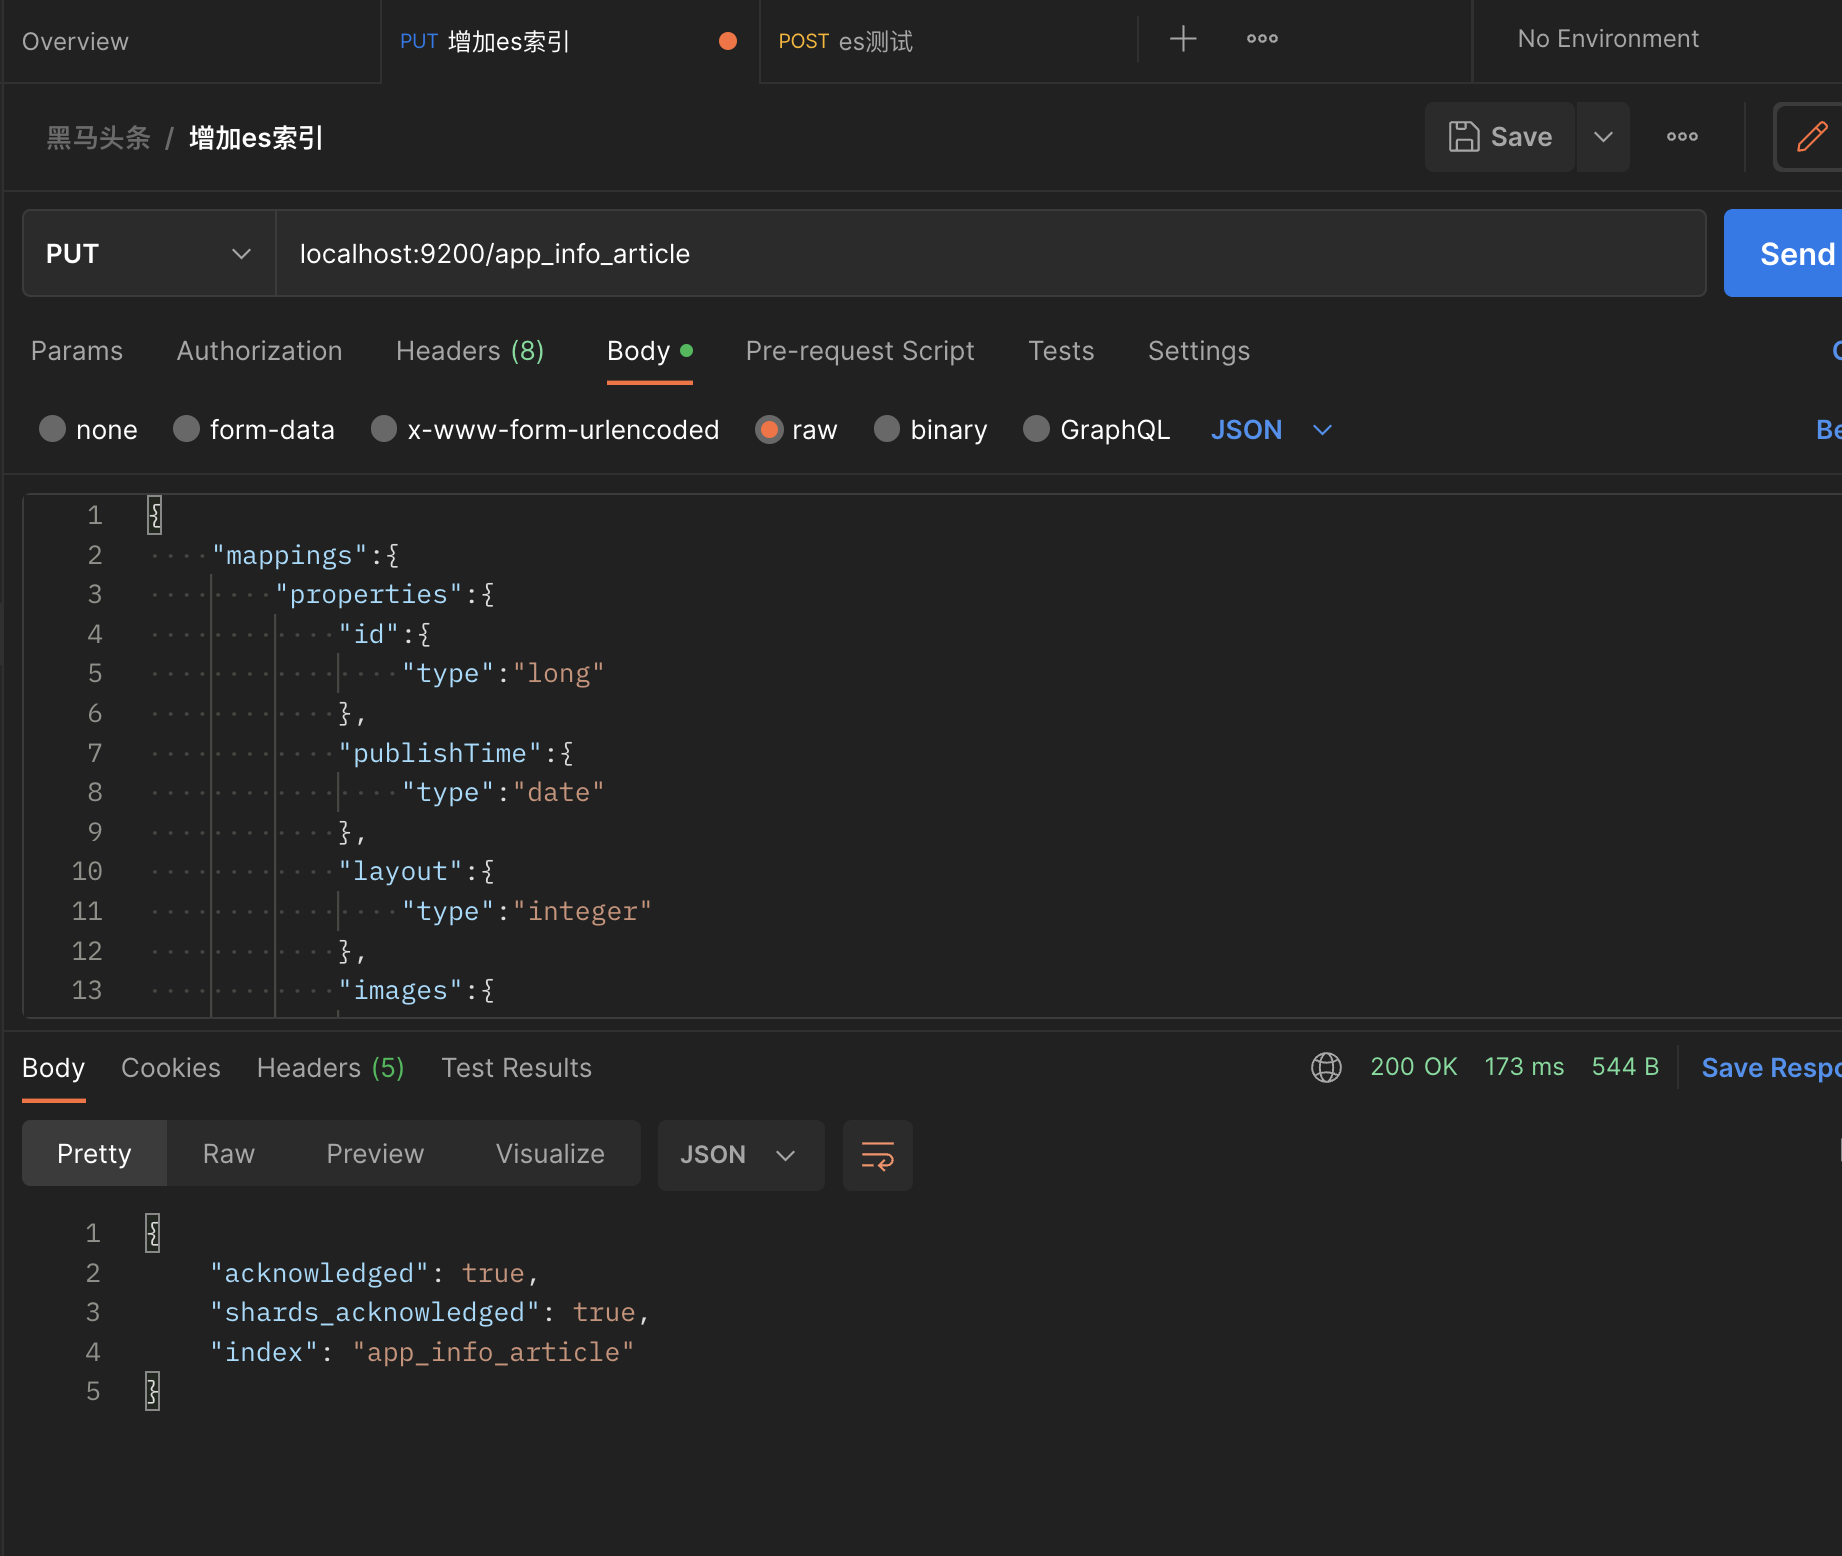 Overview
PUT 增加es索引
POST es测试
No Environment
黑马头条 / 增加es索引
Save
PUT
localhost:9200/app_info_article
Send
Params
Authorization
Headers (8)
Body
Pre-request Script
Tests
Settings
none
form-data
x-www-form-urlencoded
raw
binary
GraphQL
JSON
Be
1 {
2 "mappings":{
3 "properties":{
4 "id":{
5 "type":"long"
6 },
7 "publishTime":{
8 "type":"date"
9 },
10 "layout":{
11 "type":"integer"
12 },
13 "images":{
Body
Cookies
Headers (5)
Test Results
200 OK
173 ms
544 B
Save Respo
Pretty
Raw
Preview
Visualize
JSON
1 {
2 "acknowledged": true,
3 "shards_acknowledged": true,
4 "index": "app_info_article"
5 }